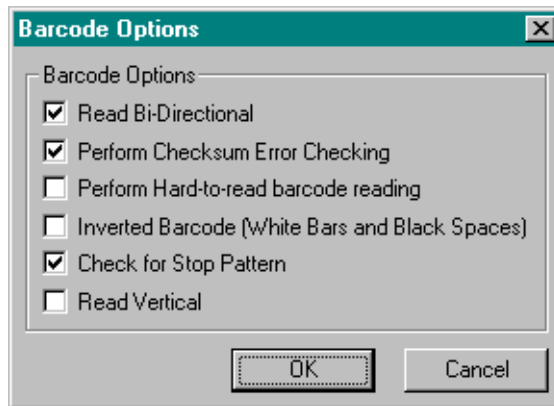 Barcode Options
Barcode Options
Read Bi-Directional
Perform Checksum Error Checking
Perform Hard-to-read barcode reading
Inverted Barcode (White Bars and Black Spaces)
Check for Stop Pattern
Read Vertical
OK Cancel